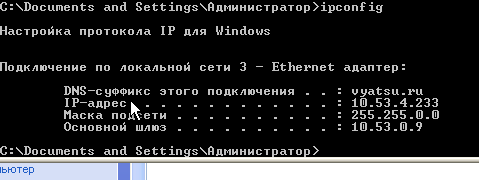 C:\Documents and Settings\Администратор>ipconfig
Настройка протокола IP для Windows
Подключение по локальной сети 3 - Ethernet адаптер:
DNS-суффикс этого подключения . . : vyatsu.ru
IP-адрес . . . . . . . . . . . . : 10.53.4.233
Маска подсети . . . . . . . . . . : 255.255.0.0
Основной шлюз . . . . . . . . . . : 10.53.0.9
C:\Documents and Settings\Администратор>